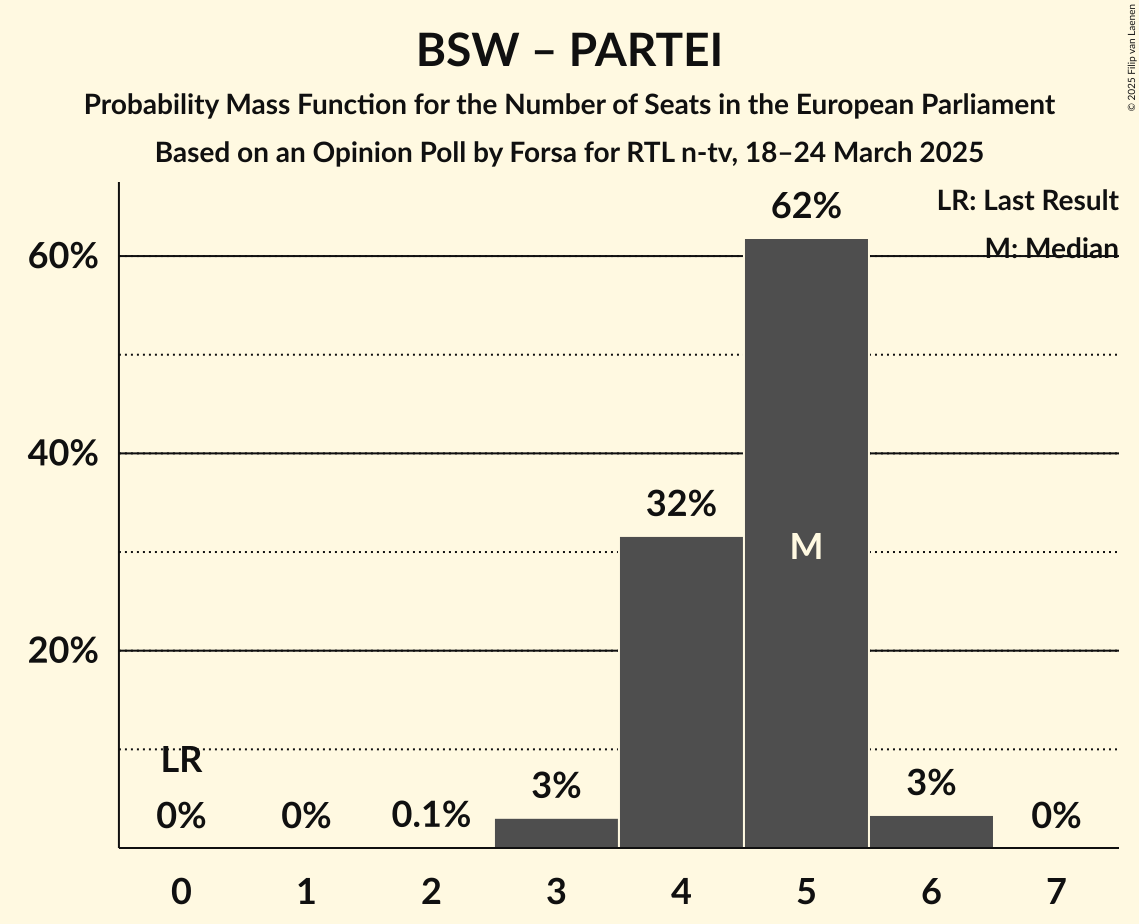 BSW – PARTEI
Probability Mass Function for the Number of Seats in the European Parliament
Based on an Opinion Poll by Forsa for RTL n-tv, 18–24 March 2025
© 2025 Filip van Laenen
LR: Last Result
M: Median
60%
40%
20%
LR
0%
0%
0.1%
3%
32%
62%
M
3%
0%
0 1 2 3 4 5 6 7